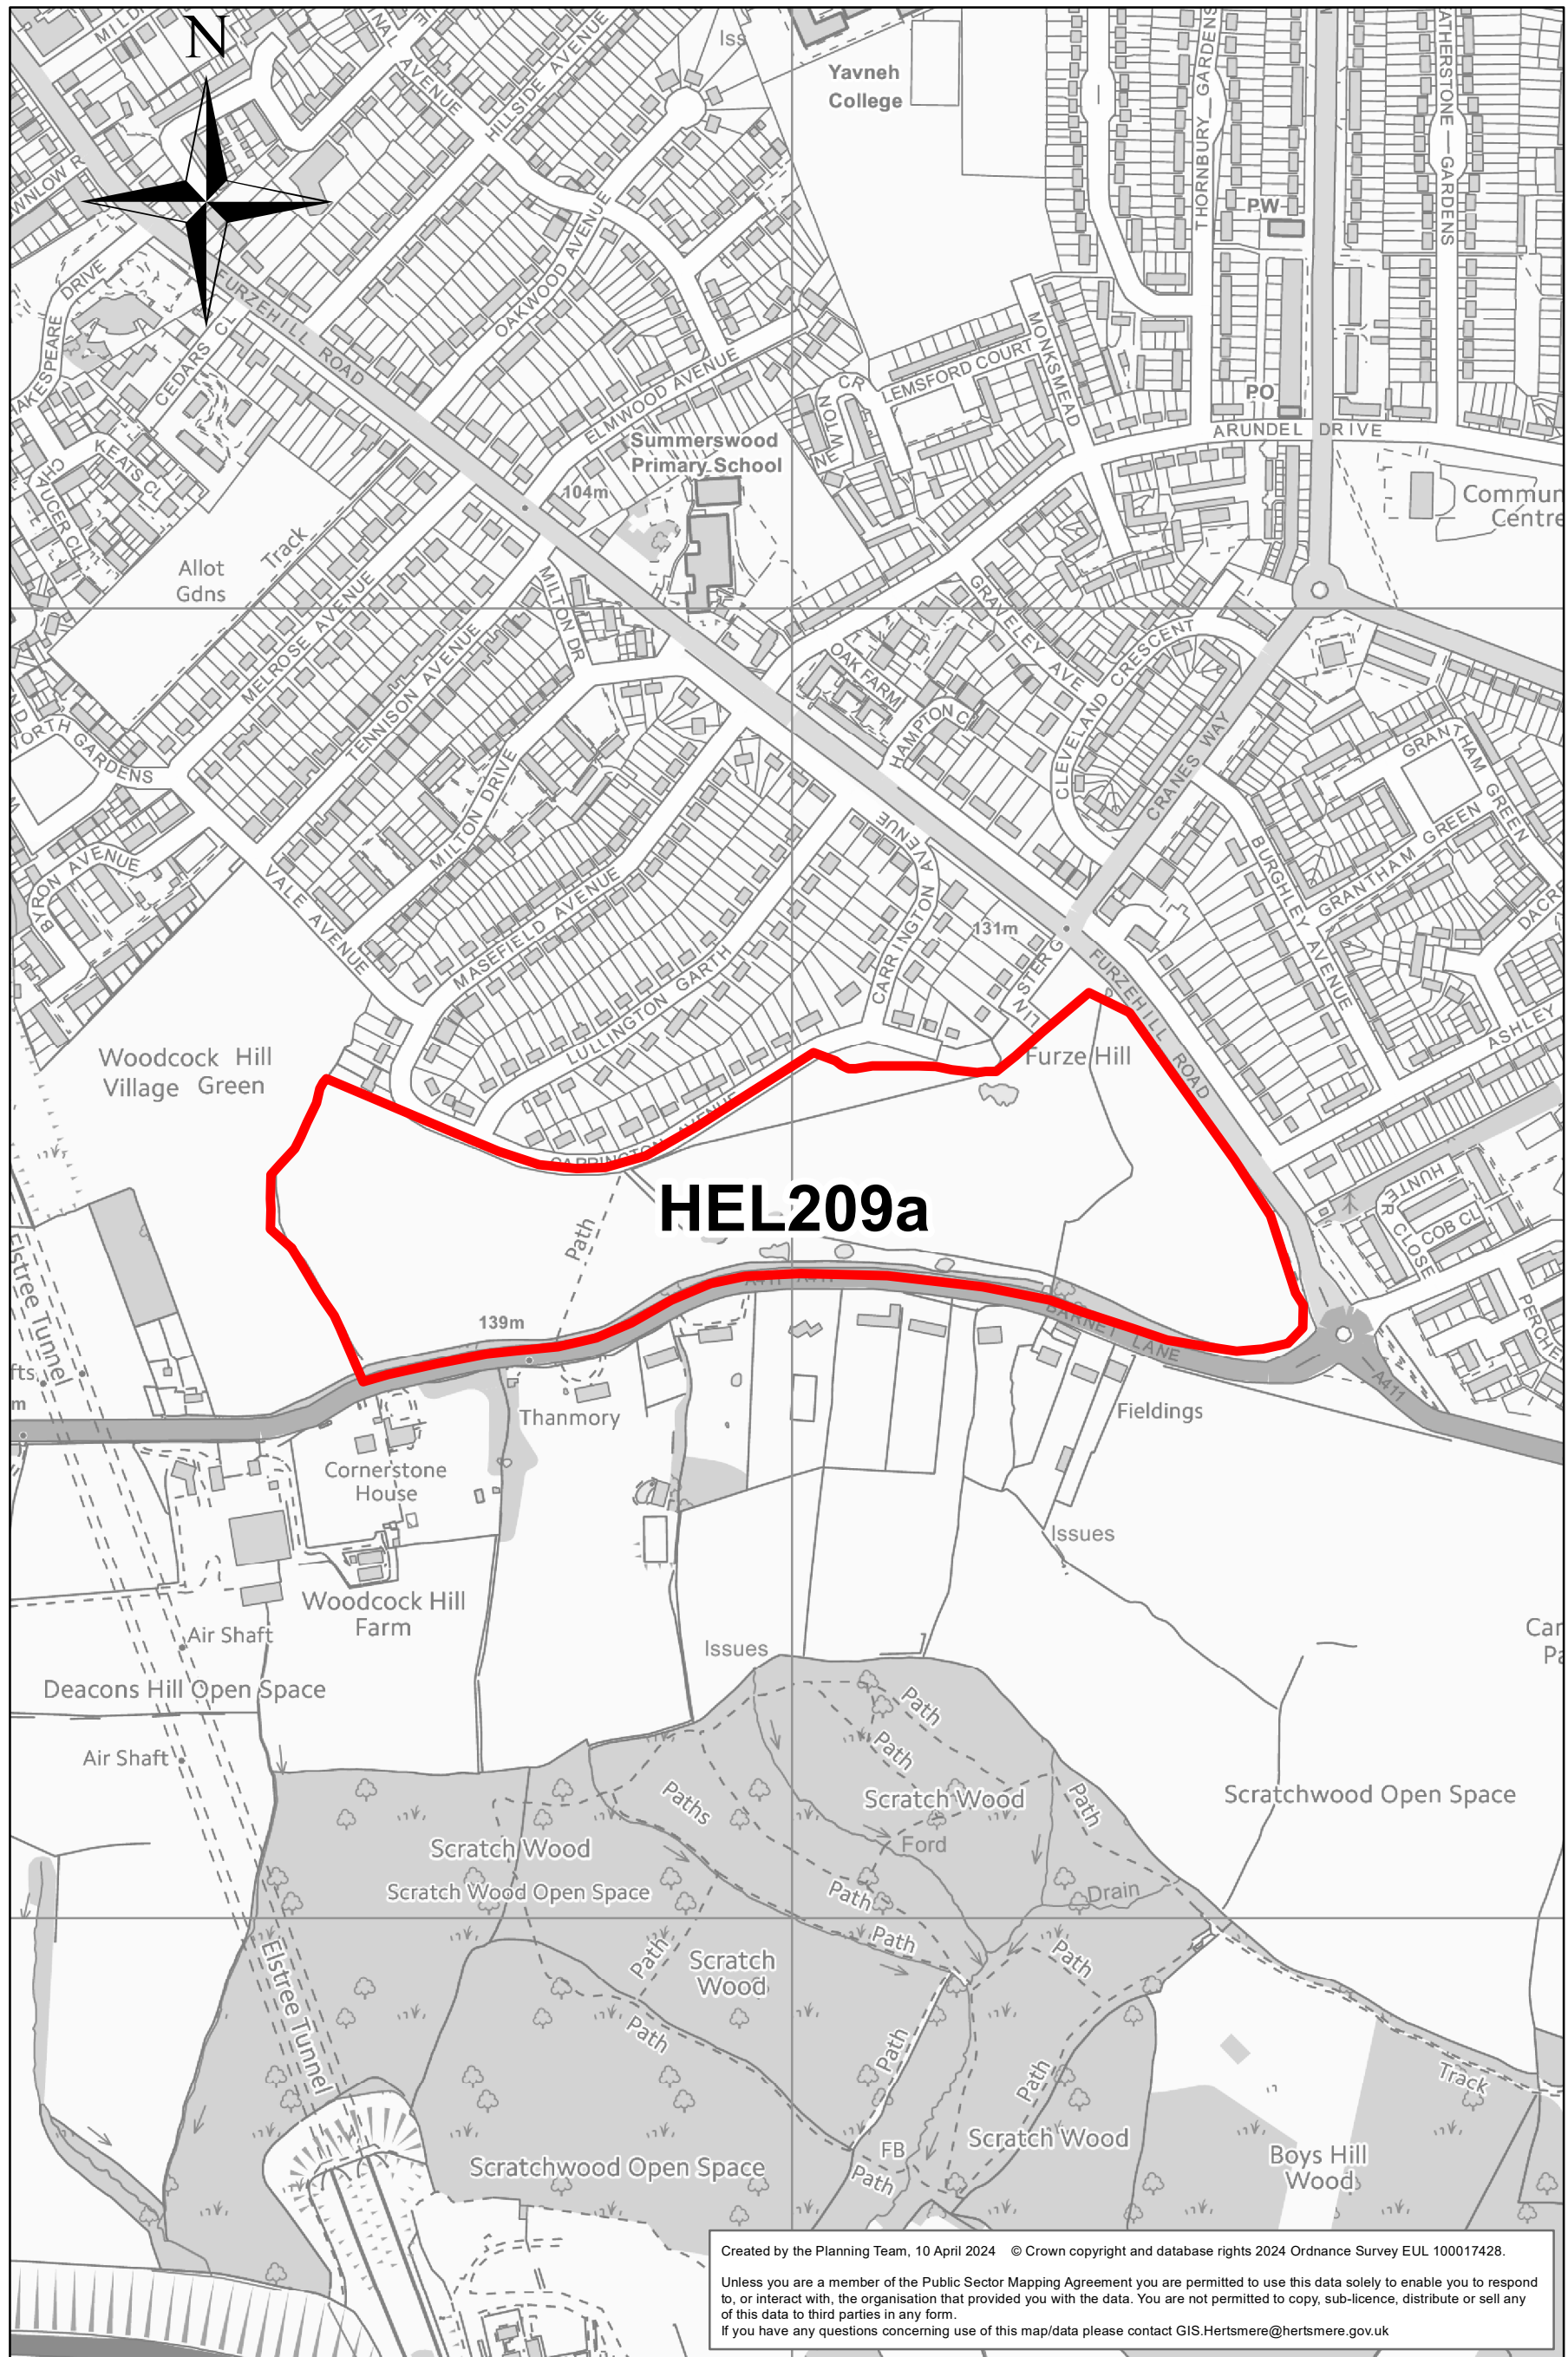 N
Iss
Yavneh
College
AVENUE
HILLSIDE AVENUE
THORNBURY GARDENS
GARDENS
PW
DRIVE
OAKWOOD AVENUE
FURZEHILL ROAD
CEDARS CL
MONKSMEAD
LEMSFORD COURT
CR
NEWTON
ELMWOOD AVENUE
PO
ARUNDEL DRIVE
Summerswood
Primary School
KEATS CL
CHAUCER CL
104m
Centre
Allot
Gdns
Track
MELROSE AVENUE
TENNISON AVENUE
MILTON DR
GRAVELEY AVE
CLEVELAND CRESCENT
OAK FARM
HAMPTON C
CRANES WAY
GARDENS
GRANTHAM GREEN
GRANTHAM GREEN
MILTON DRIVE
BYRON AVENUE
VALE AVENUE
MASEFIELD AVENUE
LULLINGTON GARTH
CARRINGTON AVENUE
131m
BURGHLEY AVENUE
FURZEHILL ROAD
ASHLEY
Furze Hill
Woodcock Hill
Village Green
CARRINGTON AVENUE
HEL209a
Path
HUNTER CLOSE
COB CL
Elstree Tunnel
139m
A411 A411
BARNET LANE
A411
Thanmory
Fieldings
Cornerstone
House
Issues
Woodcock Hill
Farm
Air Shaft
Issues
Deacons Hill Open Space
Air Shaft
Path
Path
Paths
Path
Scratch Wood
Scratchwood Open Space
Scratch Wood
Ford
Scratch Wood Open Space
Path
Drain
Path
Path
Path
Scratch
Wood
Elstree Tunnel
Path
Path
Path
Track
Scratch Wood
FB
Path
Boys Hill
Wood
Scratchwood Open Space
Created by the Planning Team, 10 April 2024 © Crown copyright and database rights 2024 Ordnance Survey EUL 100017428.
Unless you are a member of the Public Sector Mapping Agreement you are permitted to use this data solely to enable you to respond
to, or interact with, the organisation that provided you with the data. You are not permitted to copy, sub-licence, distribute or sell any
of this data to third parties in any form.
If you have any questions concerning use of this map/data please contact GIS.Hertsmere@hertsmere.gov.uk